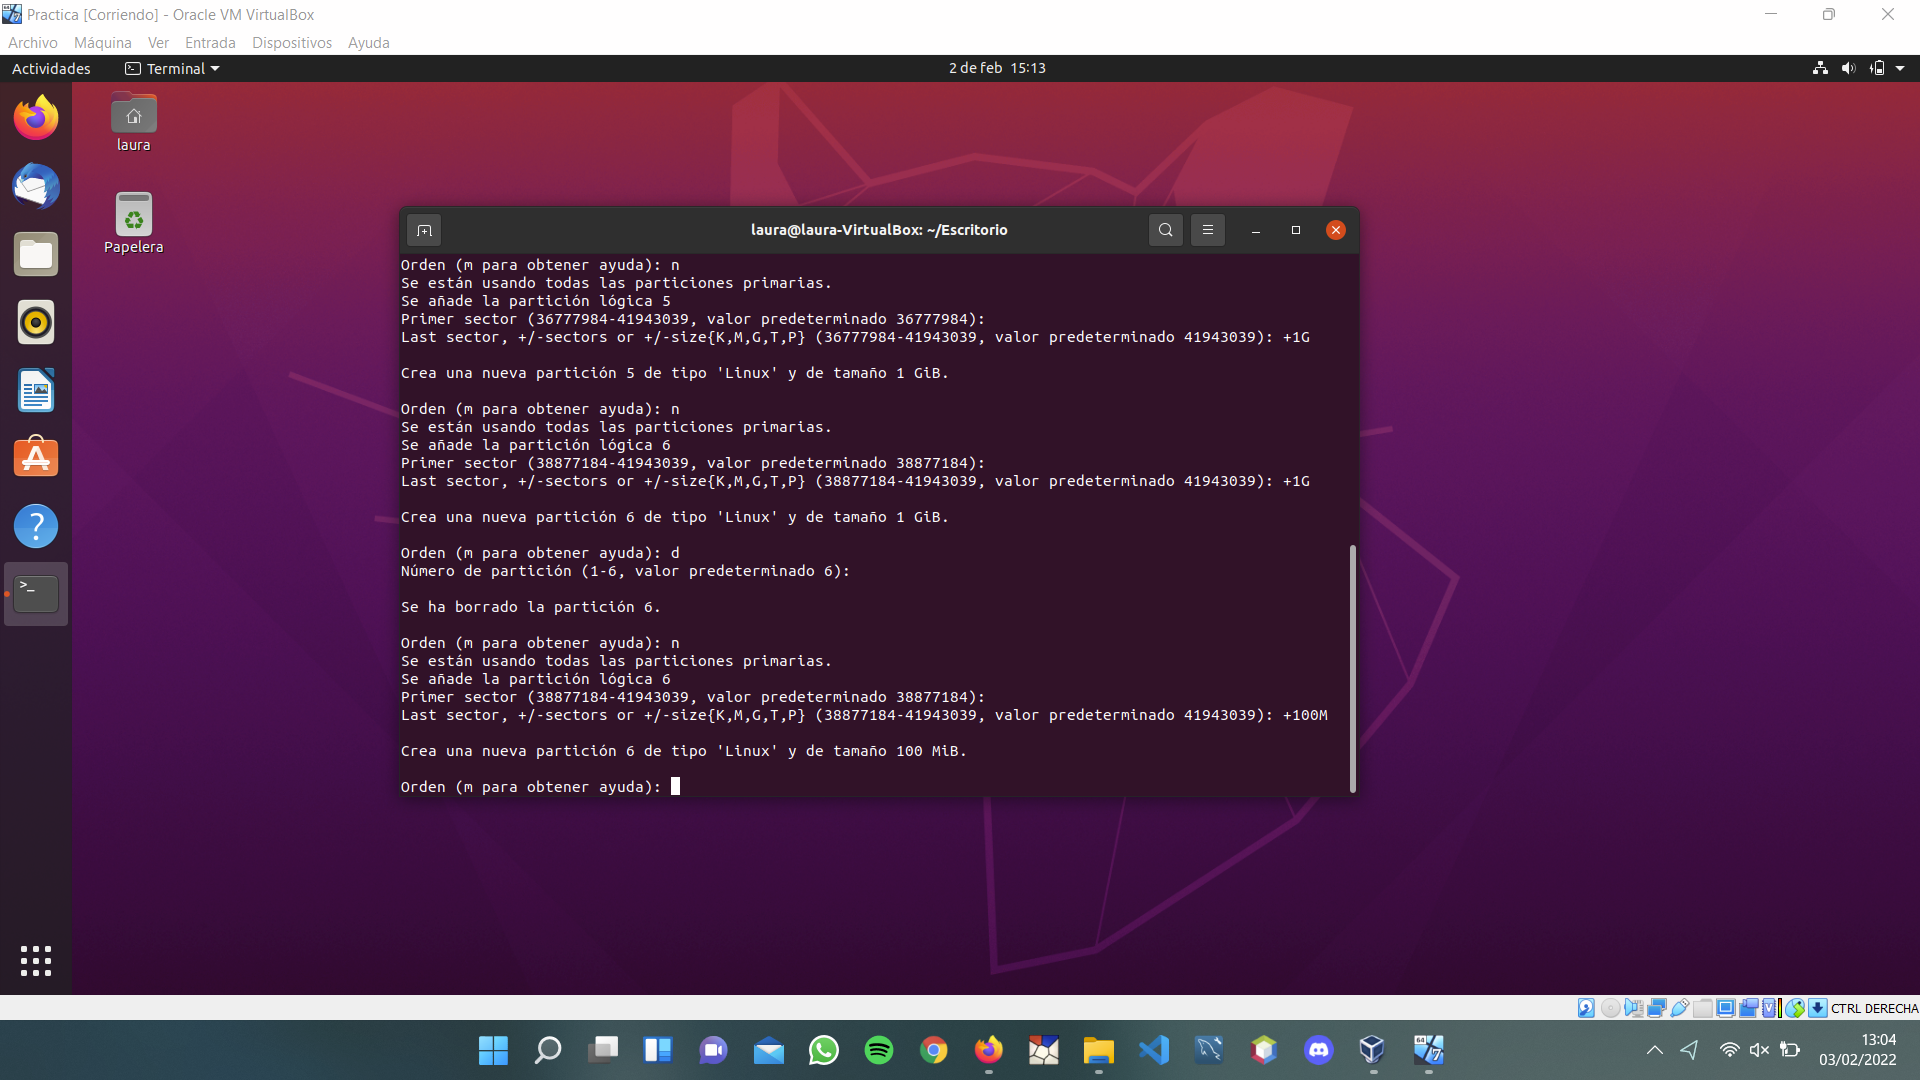 Practica [Corriendo] - Oracle VM VirtualBox
Archivo Máquina Ver Entrada Dispositivos Ayuda
Actividades Terminal 2 de feb 15:13
laura
Papelera
laura@laura-VirtualBox: ~/Escritorio
Orden (m para obtener ayuda): n
Se están usando todas las particiones primarias.
Se añade la partición lógica 5
Primer sector (36777984-41943039, valor predeterminado 36777984):
Last sector, +/-sectors or +/-size{K,M,G,T,P} (36777984-41943039, valor predeterminado 41943039): +1G
Crea una nueva partición 5 de tipo 'Linux' y de tamaño 1 GiB.
Orden (m para obtener ayuda): n
Se están usando todas las particiones primarias.
Se añade la partición lógica 6
Primer sector (38877184-41943039, valor predeterminado 38877184):
Last sector, +/-sectors or +/-size{K,M,G,T,P} (38877184-41943039, valor predeterminado 41943039): +1G
Crea una nueva partición 6 de tipo 'Linux' y de tamaño 1 GiB.
Orden (m para obtener ayuda): d
Número de partición (1-6, valor predeterminado 6):
Se ha borrado la partición 6.
Orden (m para obtener ayuda): n
Se están usando todas las particiones primarias.
Se añade la partición lógica 6
Primer sector (38877184-41943039, valor predeterminado 38877184):
Last sector, +/-sectors or +/-size{K,M,G,T,P} (38877184-41943039, valor predeterminado 41943039): +100M
Crea una nueva partición 6 de tipo 'Linux' y de tamaño 100 MiB.
Orden (m para obtener ayuda):
CTRL DERECHA
13:04
03/02/2022